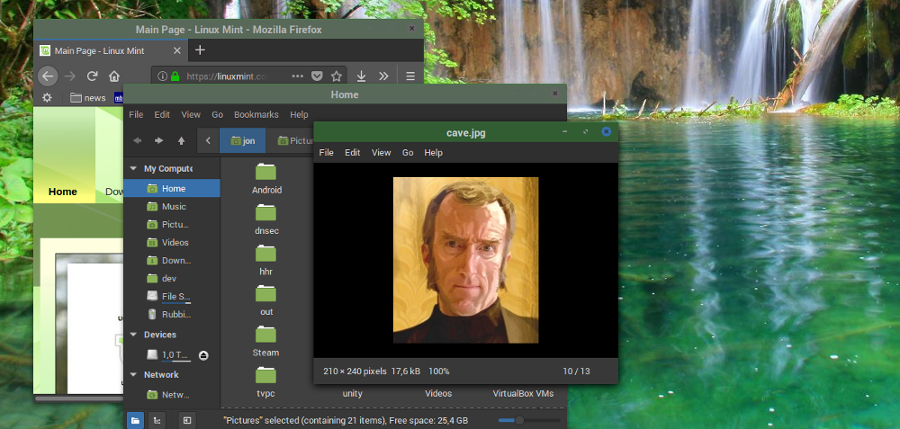 Main Page - Linux Mint - Mozilla Firefox
Main Page - Linux Mint
https://linuxmint.co
news
Home
File Edit View Go Bookmarks Help
jon
Pictur
My Compute
Home
Music
Pictu...
Videos
Down...
dev
File S...
Rubbi...
Devices
1,0 T...
Network
Netw...
Android
dnsec
hhr
out
Steam
tvpc
unity
Videos
VirtualBox VMs
"Pictures" selected (containing 21 items), Free space: 25,4 GB
Home
Dow
cave.jpg
File Edit View Go Help
210 × 240 pixels 17,6 kB 100%
10 / 13